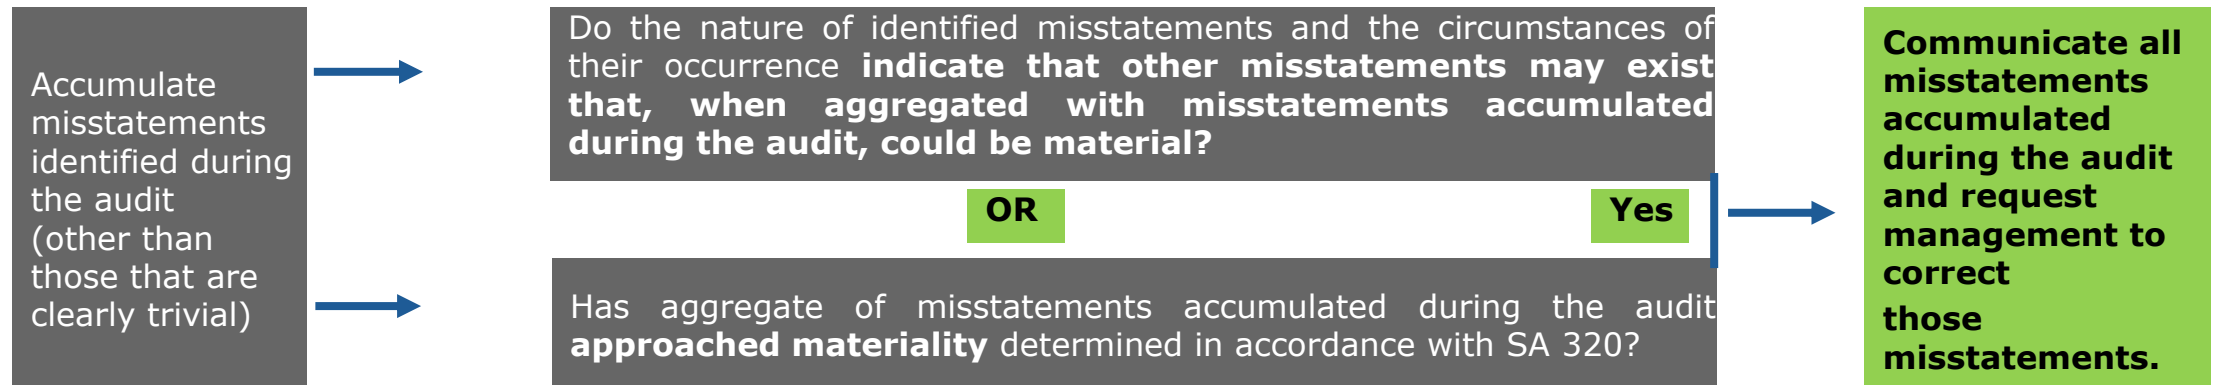 Accumulate
misstatements
identified during
the audit
(other than
those that are
clearly trivial)
Do the nature of identified misstatements and the circumstances of
their occurrence indicate that other misstatements may exist
that, when aggregated with misstatements accumulated
during the audit, could be material?
OR
Yes
Has aggregate of misstatements accumulated during the audit
approached materiality determined in accordance with SA 320?
Communicate all
misstatements
accumulated
during the audit
and request
management to
correct
those
misstatements.